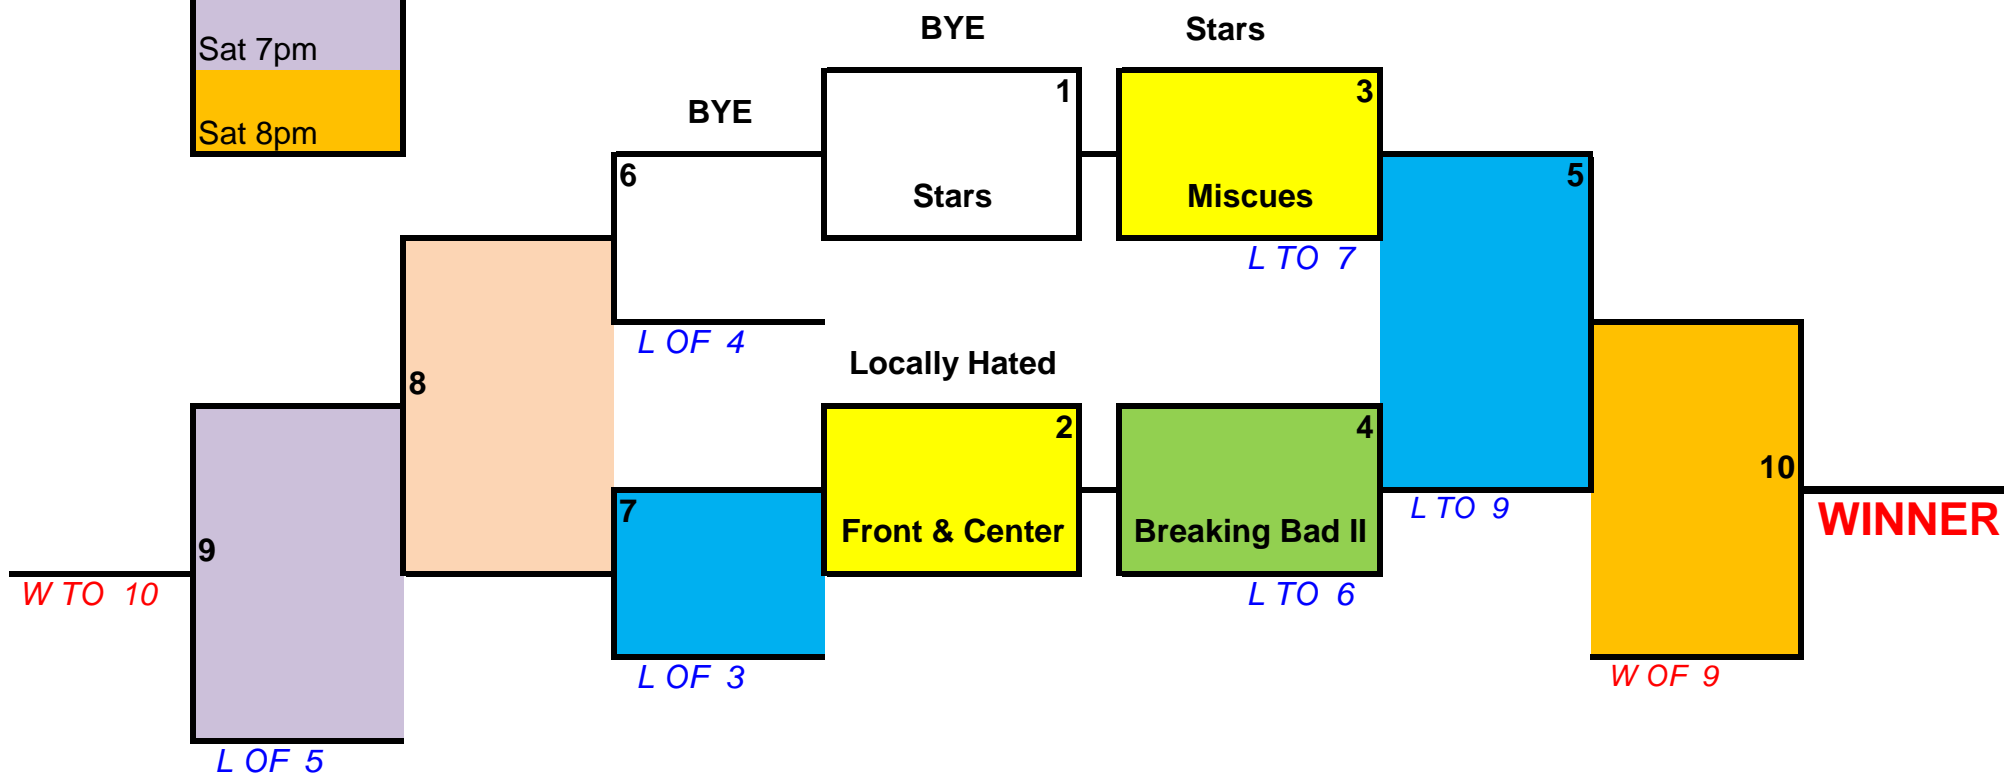 BYE Stars
Sat 7pm
1 3
BYE
Sat 8pm
6 5
Stars Miscues
L TO 7
L OF 4
Locally Hated
8
2 4
10
7 L TO 9
Front & Center Breaking Bad II WINNER
9
W TO 10 L TO 6
L OF 3 W OF 9
L OF 5